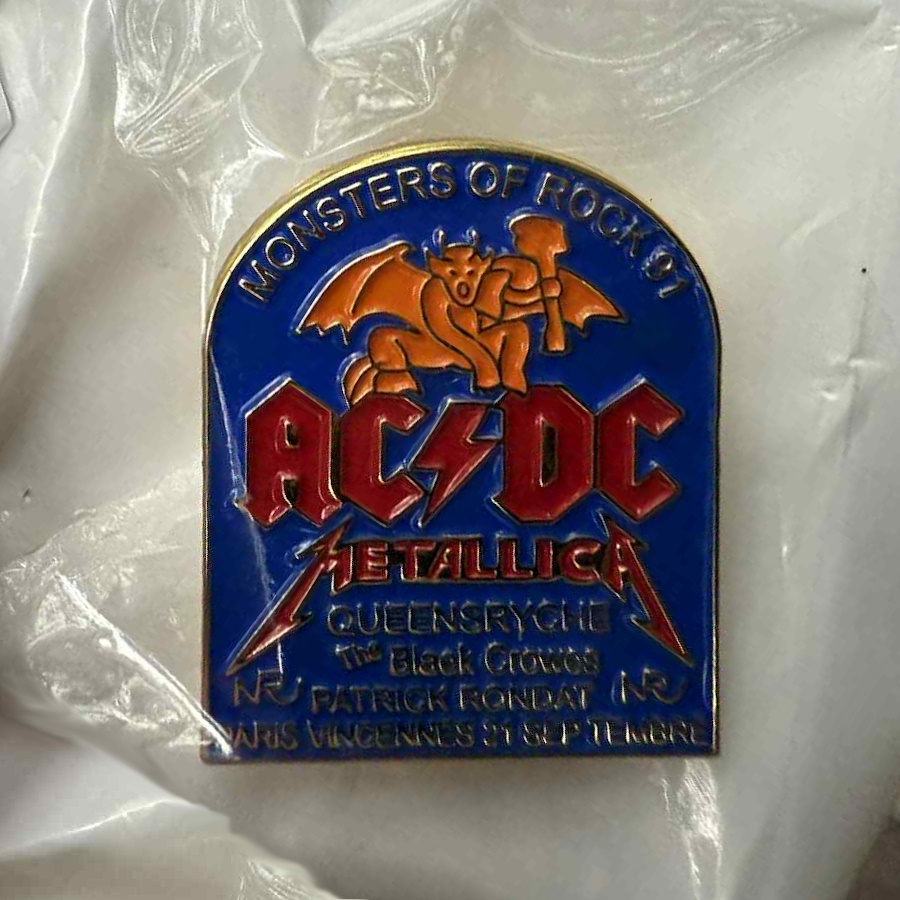 MONSTERS OF ROCK 91
AC/DC
METALLICA
QUEENSRYCHE
The Black Crowes
NRJ PATRICK RONDAT NRJ
PARIS VINCENNES 21 SEPTEMBRE